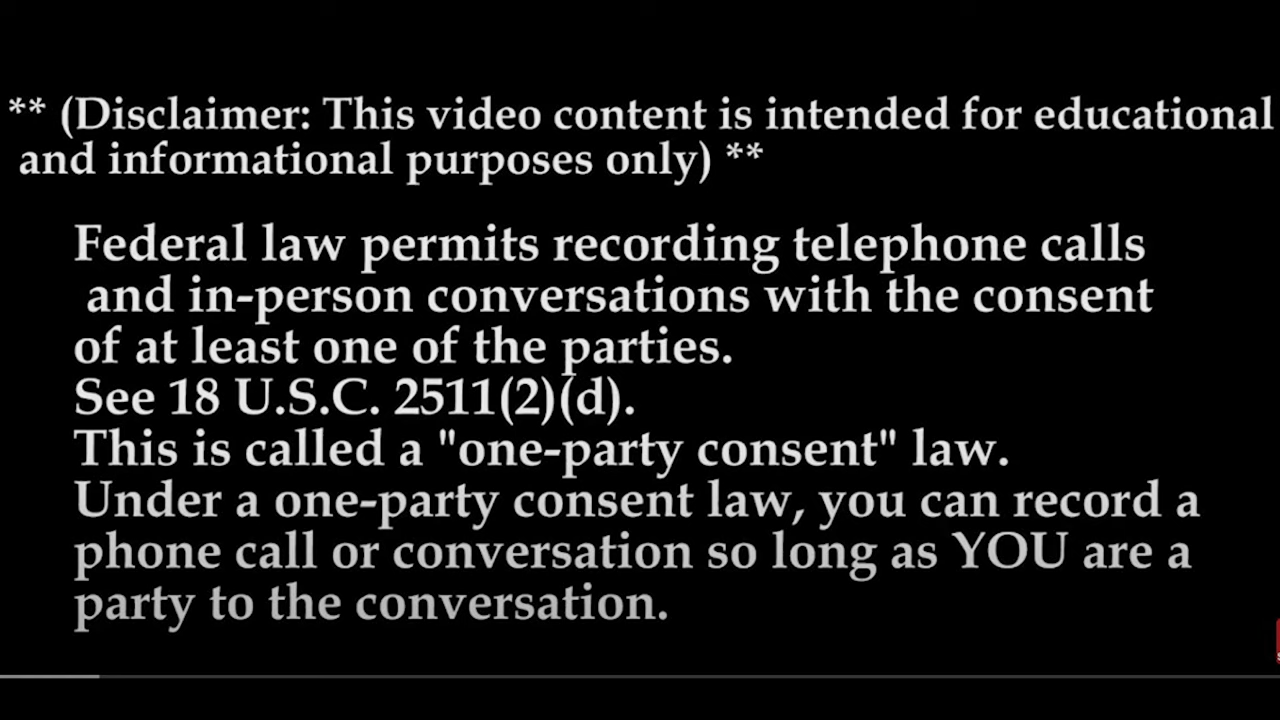 ** (Disclaimer: This video content is intended for educational
and informational purposes only) **
Federal law permits recording telephone calls
and in-person conversations with the consent
of at least one of the parties.
See 18 U.S.C. 2511(2)(d).
This is called a "one-party consent" law.
Under a one-party consent law, you can record a
phone call or conversation so long as YOU are a
party to the conversation.